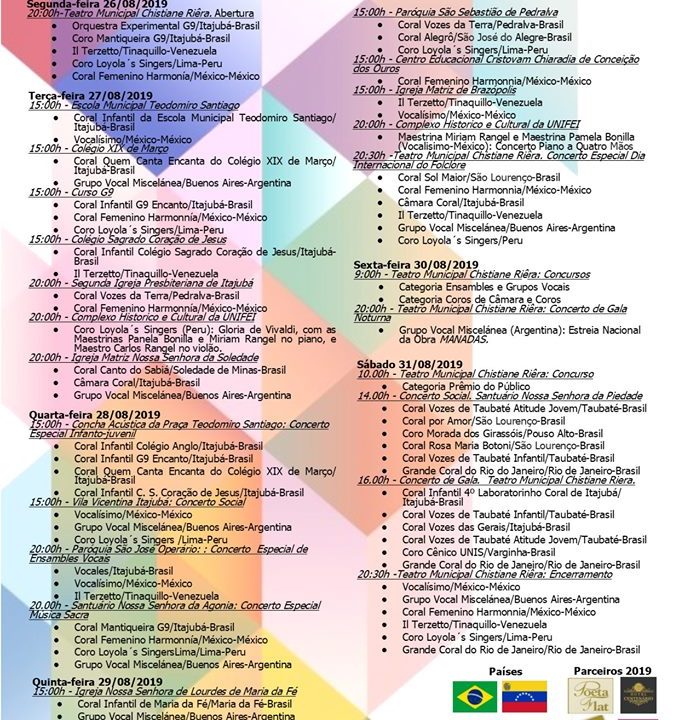 Segunda-feira 26/08/2019
20:00h -Teatro Municipal Chistiane Riêra. Abertura
• Orquestra Experimental G9/Itajubá-Brasil
• Coro Mantiqueira G9/Itajubá-Brasil
• Il Terzetto/Tinaquillo-Venezuela
• Coro Loyola´s Singers/Lima-Peru
• Coral Femenino Harmonía/México-México
Terça-feira 27/08/2019
15:00h - Escola Municipal Teodomiro Santiago
• Coral Infantil da Escola Municipal Teodomiro Santiago/
Itajubá-Brasil
• Vocalísimo/México-México
15:00h - Colégio XIX de Março
• Coral Quem Canta Encanta do Colégio XIX de Março/
Itajubá-Brasil
• Grupo Vocal Miscelánea/Buenos Aires-Argentina
15:00h - Curso G9
• Coral Infantil G9 Encanto/Itajubá-Brasil
• Coral Femenino Harmonnía/México-México
• Coro Loyola´s Singers/Lima-Peru
15:00h - Colégio Sagrado Coração de Jesus
• Coral Infantil Colégio Sagrado Coração de Jesus/Itajubá-
Brasil
• Il Terzetto/Tinaquillo-Venezuela
20:00h - Segunda Igreja Presbiteriana de Itajubá
• Coral Vozes da Terra/Pedralva-Brasil
• Coral Femenino Harmonnía/México-México
20:00h - Complexo Historico e Cultural da UNIFEI
• Coro Loyola´s Singers (Peru): Gloria de Vivaldi, com as
Maestrinas Panela Bonilla e Miriam Rangel no piano, e
Maestro Carlos Rangel no violão.
20:00h - Igreja Matriz Nossa Senhora da Soledade
• Coral Canto do Sabiá/Soledade de Minas-Brasil
• Câmara Coral/Itajubá-Brasil
• Grupo Vocal Miscelánea/Buenos Aires-Argentina
Quarta-feira 28/08/2019
15:00h - Concha Acústica da Praça Teodomiro Santiago: Concerto
Especial Infanto-juvenil
• Coral Infantil Colégio Anglo/Itajubá-Brasil
• Coral Infantil G9 Encanto/Itajubá-Brasil
• Coral Quem Canta Encanta do Colégio XIX de Março/
Itajubá-Brasil
• Coral Infantil C. S. Coração de Jesus/Itajubá-Brasil
15:00h - Vila Vicentina Itajubá: Concerto Social
• Vocalísimo/México-México
• Grupo Vocal Miscelánea/Buenos Aires-Argentina
• Coro Loyola´s Singers /Lima-Peru
20:00h - Paróquia São José Operário: : Concerto Especial de
Ensambles Vocais
• Vocales/Itajubá-Brasil
• Vocalísimo/México-México
• Il Terzetto/Tinaquillo-Venezuela
20.00h - Santuário Nossa Senhora da Agonia: Concerto Especial
Musica Sacra
• Coral Mantiqueira G9/Itajubá-Brasil
• Coral Femenino Harmonnía/México-México
• Coro Loyola´s SingersLima/Lima-Peru
• Grupo Vocal Miscelánea/Buenos Aires-Argentina
Quinta-feira 29/08/2019
15:00h - Igreja Nossa Senhora de Lourdes de Maria da Fé
• Coral Infantil de Maria da Fé/Maria da Fé-Brasil
• Grupo Vocal Miscelánea/Buenos Aires-Argentina
15:00h - Paróquia São Sebastião de Pedralva
• Coral Vozes da Terra/Pedralva-Brasil
• Coral Alegrô/São José do Alegre-Brasil
• Coro Loyola´s Singers/Lima-Peru
15:00h - Centro Educacional Cristovam Chiaradia de Conceição
dos Ouros
• Coral Femenino Harmonnia/México-México
15:00h - Igreja Matriz de Brazópolis
• Il Terzetto/Tinaquillo-Venezuela
• Vocalísimo/México-México
20:00h - Complexo Historico e Cultural da UNIFEI
• Maestrina Miriam Rangel e Maestrina Pamela Bonilla
(Vocalisimo-México): Concerto Piano a Quatro Mãos
20:30h -Teatro Municipal Chistiane Riêra. Concerto Especial Dia
Internacional do Folclore
• Coral Sol Maior/São Lourenço-Brasil
• Coral Femenino Harmonnia/México-México
• Câmara Coral/Itajubá-Brasil
• Il Terzetto/Tinaquillo-Venezuela
• Grupo Vocal Miscelánea/Buenos Aires-Argentina
• Coro Loyola´s Singers/Peru
Sexta-feira 30/08/2019
9:00h - Teatro Municipal Chistiane Riêra: Concursos
• Categoria Ensambles e Grupos Vocais
• Categoria Coros de Câmara e Coros
20:00h - Teatro Municipal Chistiane Riêra: Concerto de Gala
Noturna
• Grupo Vocal Miscelánea (Argentina): Estreia Nacional
da Obra MANADAS.
Sábado 31/08/2019
10.00h - Teatro Municipal Chistiane Riêra: Concurso
• Categoria Prêmio do Público
14.00h - Concerto Social. Santuário Nossa Senhora da Piedade
• Coral Vozes de Taubaté Atitude Jovem/Taubaté-Brasil
• Coral por Amor/São Lourenço-Brasil
• Coro Morada dos Girassóis/Pouso Alto-Brasil
• Coral Rosa Maria Botoni/São Lourenço-Brasil
• Coral Vozes de Taubaté Infantil/Taubaté-Brasil
• Grande Coral do Rio de Janeiro/Rio de Janeiro-Brasil
16.00h - Concerto de Gala. Teatro Municipal Chistiane Riera.
• Coral Infantil 4º Laboratorinho Coral de Itajubá/
Itajubá-Brasil
• Coral Vozes de Taubaté Infantil/Taubaté-Brasil
• Coral Vozes das Gerais/Itajubá-Brasil
• Coral Vozes de Taubaté Atitude Jovem/Taubaté-Brasil
• Coro Cênico UNIS/Varginha-Brasil
• Grande Coral do Rio de Janeiro/Rio de Janeiro-Brasil
20:30h -Teatro Municipal Chistiane Riêra: Encerramento
• Vocalísimo/México-México
• Grupo Vocal Miscelánea/Buenos Aires-Argentina
• Coral Femenino Harmonnia/México-México
• Il Terzetto/Tinaquillo-Venezuela
• Coro Loyola´s Singers/Lima-Peru
• Grande Coral do Rio de Janeiro/Rio de Janeiro-Brasil
Países
Parceiros 2019
Poeta
Flat